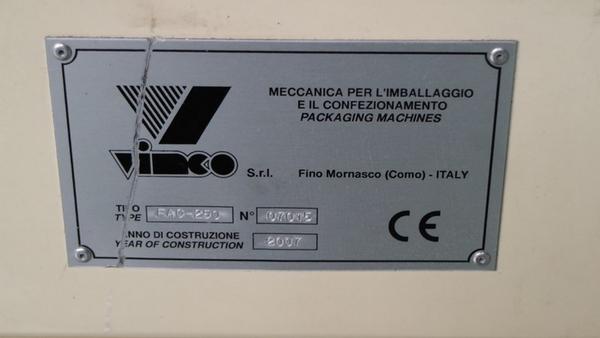 MECCANICA PER L'IMBALLAGGIO
E IL CONFEZIONAMENTO
PACKAGING MACHINES
vimco S.r.l. Fino Mornasco (Como) - ITALY
TIPO
TYPE N° 07015
ANNO DI COSTRUZIONE
YEAR OF CONSTRUCTION 2007
CE